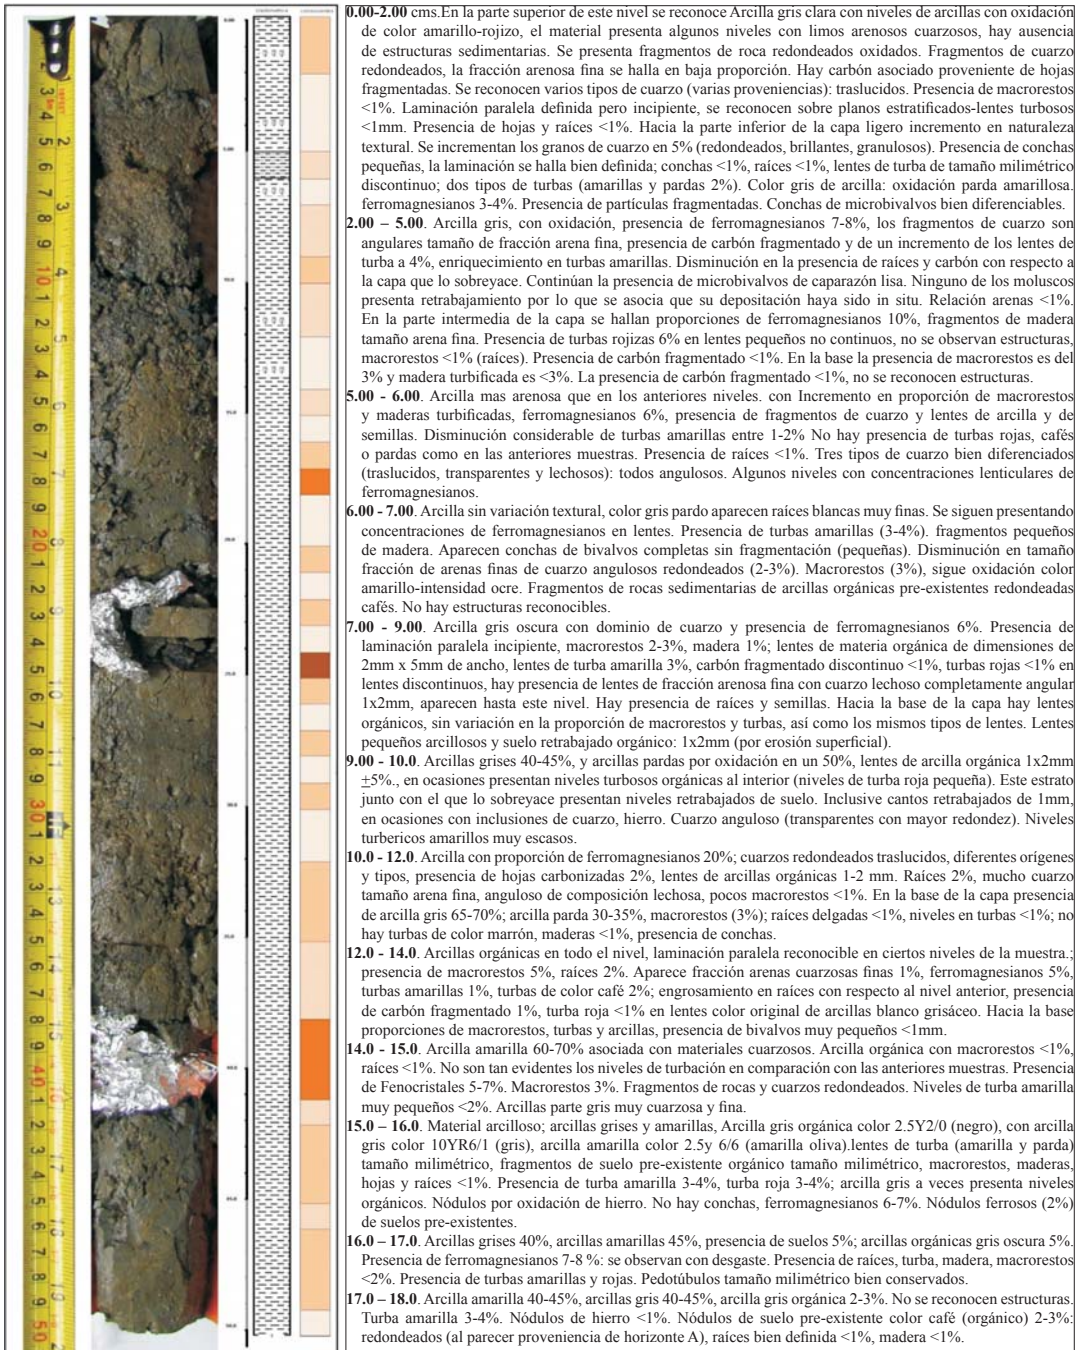 0.00-2.00 cms.En la parte superior de este nivel se reconoce Arcilla gris clara con niveles de arcillas con oxidación
de color amarillo-rojizo, el material presenta algunos niveles con limos arenosos cuarzosos, hay ausencia
de estructuras sedimentarias. Se presenta fragmentos de roca redondeados oxidados. Fragmentos de cuarzo
redondeados, la fracción arenosa fina se halla en baja proporción. Hay carbón asociado proveniente de hojas
fragmentadas. Se reconocen varios tipos de cuarzo (varias proveniencias): traslucidos. Presencia de macrorestos
<1%. Laminación paralela definida pero incipiente, se reconocen sobre planos estratificados-lentes turbosos
<1mm. Presencia de hojas y raíces <1%. Hacia la parte inferior de la capa ligero incremento en naturaleza
textural. Se incrementan los granos de cuarzo en 5% (redondeados, brillantes, granulosos). Presencia de conchas
pequeñas, la laminación se halla bien definida; conchas <1%, raíces <1%, lentes de turba de tamaño milimétrico
discontinuo; dos tipos de turbas (amarillas y pardas 2%). Color gris de arcilla: oxidación parda amarillosa.
ferromagnesianos 3-4%. Presencia de partículas fragmentadas. Conchas de microbivalvos bien diferenciables.
2.00 – 5.00. Arcilla gris, con oxidación, presencia de ferromagnesianos 7-8%, los fragmentos de cuarzo son
angulares tamaño de fracción arena fina, presencia de carbón fragmentado y de un incremento de los lentes de
turba a 4%, enriquecimiento en turbas amarillas. Disminución en la presencia de raíces y carbón con respecto a
la capa que lo sobreyace. Continúan la presencia de microbivalvos de caparazón lisa. Ninguno de los moluscos
presenta retrabajamiento por lo que se asocia que su depositación haya sido in situ. Relación arenas <1%.
En la parte intermedia de la capa se hallan proporciones de ferromagnesianos 10%, fragmentos de madera
tamaño arena fina. Presencia de turbas rojizas 6% en lentes pequeños no continuos, no se observan estructuras,
macrorestos <1% (raíces). Presencia de carbón fragmentado <1%. En la base la presencia de macrorestos es del
3% y madera turbificada es <3%. La presencia de carbón fragmentado <1%, no se reconocen estructuras.
5.00 - 6.00. Arcilla mas arenosa que en los anteriores niveles. con Incremento en proporción de macrorestos
y maderas turbificadas, ferromagnesianos 6%, presencia de fragmentos de cuarzo y lentes de arcilla y de
semillas. Disminución considerable de turbas amarillas entre 1-2% No hay presencia de turbas rojas, cafés
o pardas como en las anteriores muestras. Presencia de raíces <1%. Tres tipos de cuarzo bien diferenciados
(traslucidos, transparentes y lechosos): todos angulosos. Algunos niveles con concentraciones lenticulares de
ferromagnesianos.
6.00 - 7.00. Arcilla sin variación textural, color gris pardo aparecen raíces blancas muy finas. Se siguen presentando
concentraciones de ferromagnesianos en lentes. Presencia de turbas amarillas (3-4%). fragmentos pequeños
de madera. Aparecen conchas de bivalvos completas sin fragmentación (pequeñas). Disminución en tamaño
fracción de arenas finas de cuarzo angulosos redondeados (2-3%). Macrorestos (3%), sigue oxidación color
amarillo-intensidad ocre. Fragmentos de rocas sedimentarias de arcillas orgánicas pre-existentes redondeadas
cafés. No hay estructuras reconocibles.
7.00 - 9.00. Arcilla gris oscura con dominio de cuarzo y presencia de ferromagnesianos 6%. Presencia de
laminación paralela incipiente, macrorestos 2-3%, madera 1%; lentes de materia orgánica de dimensiones de
2mm x 5mm de ancho, lentes de turba amarilla 3%, carbón fragmentado discontinuo <1%, turbas rojas <1% en
lentes discontinuos, hay presencia de lentes de fracción arenosa fina con cuarzo lechoso completamente angular
1x2mm, aparecen hasta este nivel. Hay presencia de raíces y semillas. Hacia la base de la capa hay lentes
orgánicos, sin variación en la proporción de macrorestos y turbas, así como los mismos tipos de lentes. Lentes
pequeños arcillosos y suelo retrabajado orgánico: 1x2mm (por erosión superficial).
9.00 - 10.0. Arcillas grises 40-45%, y arcillas pardas por oxidación en un 50%, lentes de arcilla orgánica 1x2mm
±5%., en ocasiones presentan niveles turbosos orgánicos al interior (niveles de turba roja pequeña). Este estrato
junto con el que lo sobreyace presentan niveles retrabajados de suelo. Inclusive cantos retrabajados de 1mm,
en ocasiones con inclusiones de cuarzo, hierro. Cuarzo anguloso (transparentes con mayor redondez). Niveles
turbericos amarillos muy escasos.
10.0 - 12.0. Arcilla con proporción de ferromagnesianos 20%; cuarzos redondeados traslucidos, diferentes orígenes
y tipos, presencia de hojas carbonizadas 2%, lentes de arcillas orgánicas 1-2 mm. Raíces 2%, mucho cuarzo
tamaño arena fina, anguloso de composición lechosa, pocos macrorestos <1%. En la base de la capa presencia
de arcilla gris 65-70%; arcilla parda 30-35%, macrorestos (3%); raíces delgadas <1%, niveles en turbas <1%; no
hay turbas de color marrón, maderas <1%, presencia de conchas.
12.0 - 14.0. Arcillas orgánicas en todo el nivel, laminación paralela reconocible en ciertos niveles de la muestra.;
presencia de macrorestos 5%, raíces 2%. Aparece fracción arenas cuarzosas finas 1%, ferromagnesianos 5%,
turbas amarillas 1%, turbas de color café 2%; engrosamiento en raíces con respecto al nivel anterior, presencia
de carbón fragmentado 1%, turba roja <1% en lentes color original de arcillas blanco grisáceo. Hacia la base
proporciones de macrorestos, turbas y arcillas, presencia de bivalvos muy pequeños <1mm.
14.0 - 15.0. Arcilla amarilla 60-70% asociada con materiales cuarzosos. Arcilla orgánica con macrorestos <1%,
raíces <1%. No son tan evidentes los niveles de turbación en comparación con las anteriores muestras. Presencia
de Fenocristales 5-7%. Macrorestos 3%. Fragmentos de rocas y cuarzos redondeados. Niveles de turba amarilla
muy pequeños <2%. Arcillas parte gris muy cuarzosa y fina.
15.0 – 16.0. Material arcilloso; arcillas grises y amarillas, Arcilla gris orgánica color 2.5Y2/0 (negro), con arcilla
gris color 10YR6/1 (gris), arcilla amarilla color 2.5y 6/6 (amarilla oliva).lentes de turba (amarilla y parda)
tamaño milimétrico, fragmentos de suelo pre-existente orgánico tamaño milimétrico, macrorestos, maderas,
hojas y raíces <1%. Presencia de turba amarilla 3-4%, turba roja 3-4%; arcilla gris a veces presenta niveles
orgánicos. Nódulos por oxidación de hierro. No hay conchas, ferromagnesianos 6-7%. Nódulos ferrosos (2%)
de suelos pre-existentes.
16.0 – 17.0. Arcillas grises 40%, arcillas amarillas 45%, presencia de suelos 5%; arcillas orgánicas gris oscura 5%.
Presencia de ferromagnesianos 7-8 %: se observan con desgaste. Presencia de raíces, turba, madera, macrorestos
<2%. Presencia de turbas amarillas y rojas. Pedotúbulos tamaño milimétrico bien conservados.
17.0 – 18.0. Arcilla amarilla 40-45%, arcillas gris 40-45%, arcilla gris orgánica 2-3%. No se reconocen estructuras.
Turba amarilla 3-4%. Nódulos de hierro <1%. Nódulos de suelo pre-existente color café (orgánico) 2-3%:
redondeados (al parecer proveniencia de horizonte A), raíces bien definida <1%, madera <1%.